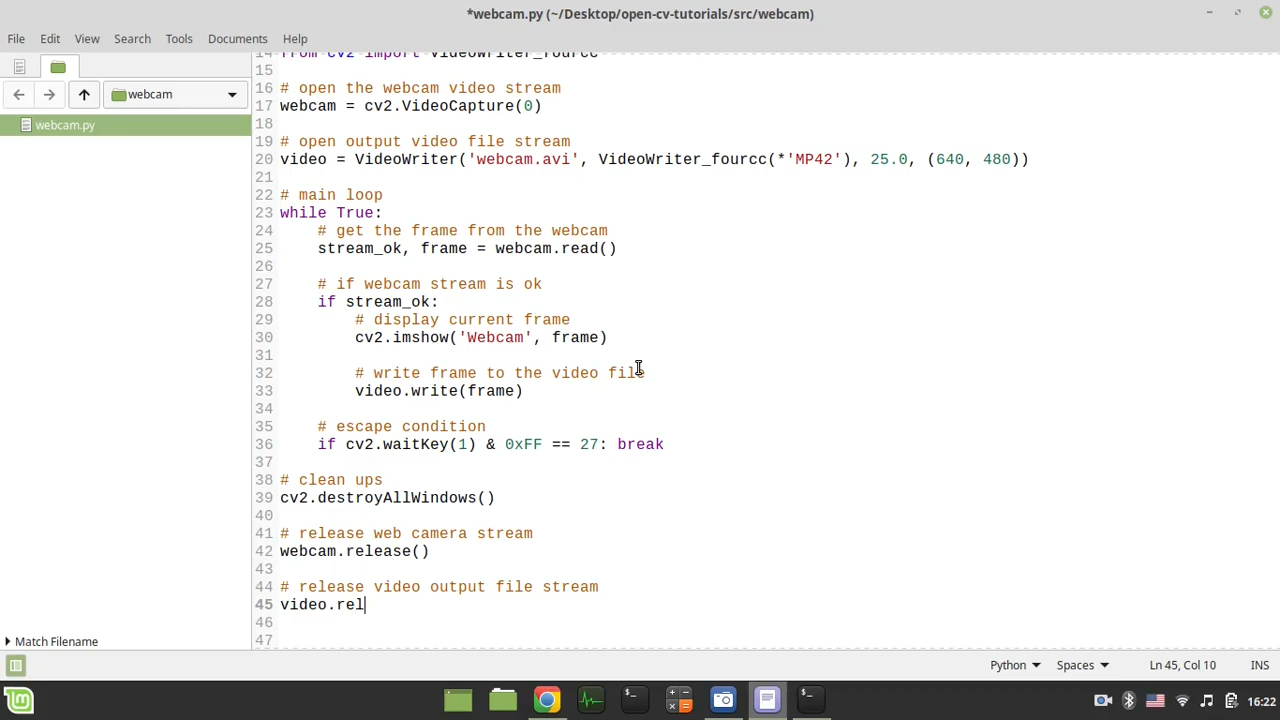 *webcam.py (~/Desktop/open-cv-tutorials/src/webcam)
File Edit View Search Tools Documents Help
webcam
webcam.py
14 from cv2 import VideoWriter_fourcc
15
16 # open the webcam video stream
17 webcam = cv2.VideoCapture(0)
18
19 # open output video file stream
20 video = VideoWriter('webcam.avi', VideoWriter_fourcc(*'MP42'), 25.0, (640, 480))
21
22 # main loop
23 while True:
24     # get the frame from the webcam
25     stream_ok, frame = webcam.read()
26
27     # if webcam stream is ok
28     if stream_ok:
29         # display current frame
30         cv2.imshow('Webcam', frame)
31
32         # write frame to the video file
33         video.write(frame)
34
35     # escape condition
36     if cv2.waitKey(1) & 0xFF == 27: break
37
38 # clean ups
39 cv2.destroyAllWindows()
40
41 # release web camera stream
42 webcam.release()
43
44 # release video output file stream
45 video.rel
46
47
Match Filename
Python Spaces Ln 45, Col 10 INS
16:22